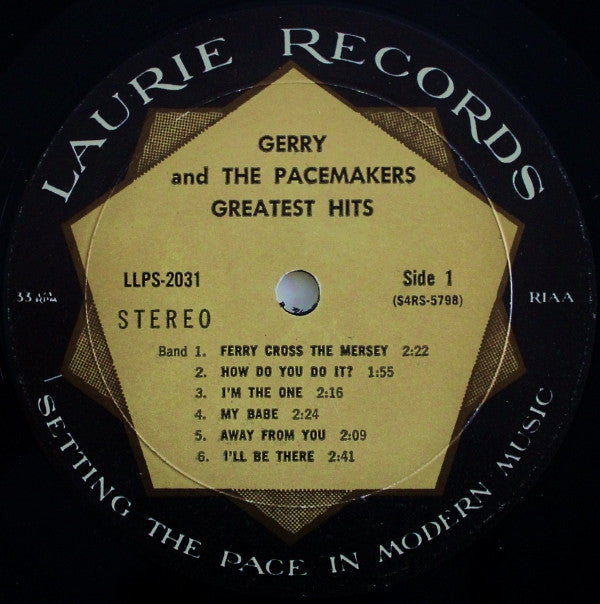 LAURIE RECORDS
GERRY
and THE PACEMAKERS
GREATEST HITS
LLPS-2031
Side 1
(S4RS-5798)
33 1/3
RPM
RIAA
STEREO
Band 1. FERRY CROSS THE MERSEY 2:22
2. HOW DO YOU DO IT? 1:55
3. I'M THE ONE 2:16
4. MY BABE 2:24
5. AWAY FROM YOU 2:09
6. I'LL BE THERE 2:41
SETTING THE PACE IN MODERN MUSIC